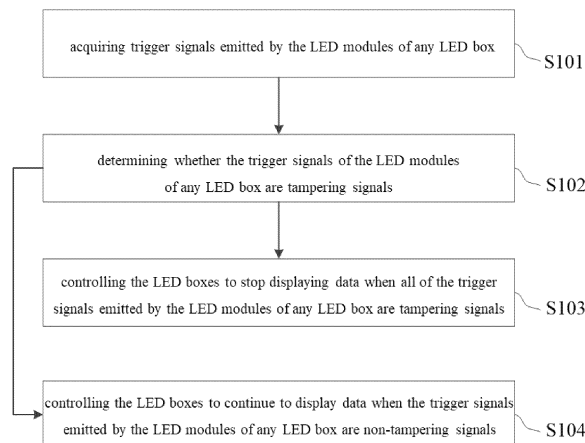 acquiring trigger signals emitted by the LED modules of any LED box
S101
determining whether the trigger signals of the LED modules
of any LED box are tampering signals
S102
controlling the LED boxes to stop displaying data when all of the trigger
signals emitted by the LED modules of any LED box are tampering signals
S103
controlling the LED boxes to continue to display data when the trigger signals
emitted by the LED modules of any LED box are non-tampering signals
S104